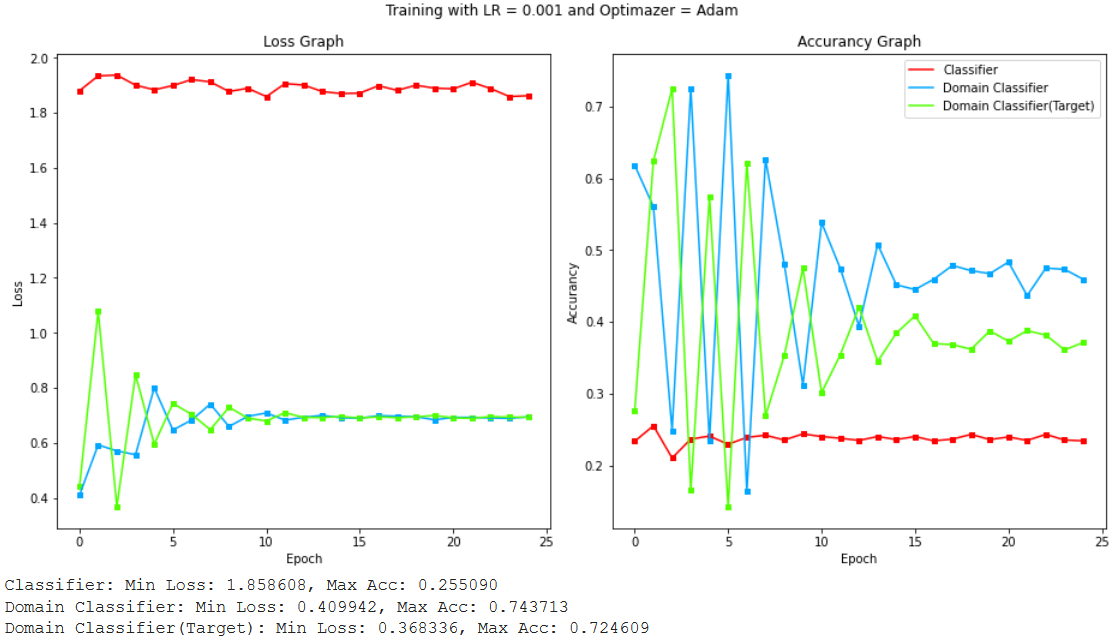 Training with LR = 0.001 and Optimazer = Adam
Loss Graph
2.0
1.8
1.6
1.4
1.2
1.0
0.8
0.6
0.4
Loss
0
5
10
15
20
25
Epoch
Accurancy Graph
Classifier
Domain Classifier
Domain Classifier(Target)
0.7
0.6
0.5
0.4
0.3
0.2
Accurancy
0
5
10
15
20
25
Epoch
Classifier: Min Loss: 1.858608, Max Acc: 0.255090
Domain Classifier: Min Loss: 0.409942, Max Acc: 0.743713
Domain Classifier(Target): Min Loss: 0.368336, Max Acc: 0.724609